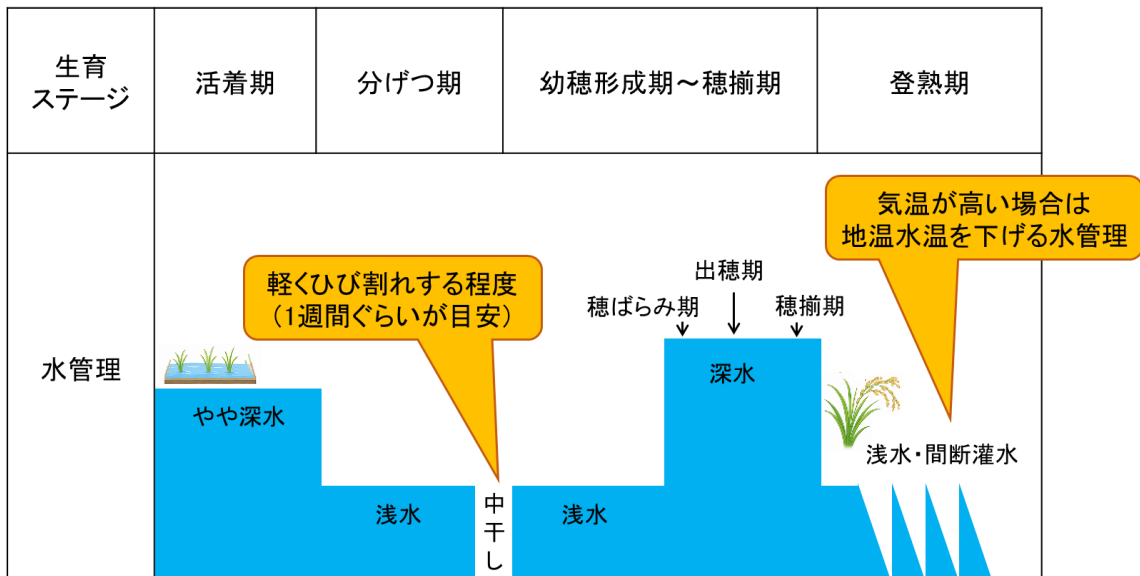 生育
ステージ
活着期
分げつ期
幼穂形成期～穂揃期
登熟期
水管理
気温が高い場合は
地温水温を下げる水管理
軽くひび割れする程度
（1週間ぐらいが目安）
出穂期
穂ばらみ期
穂揃期
やや深水
深水
浅水・間断灌水
浅水
中干し
浅水